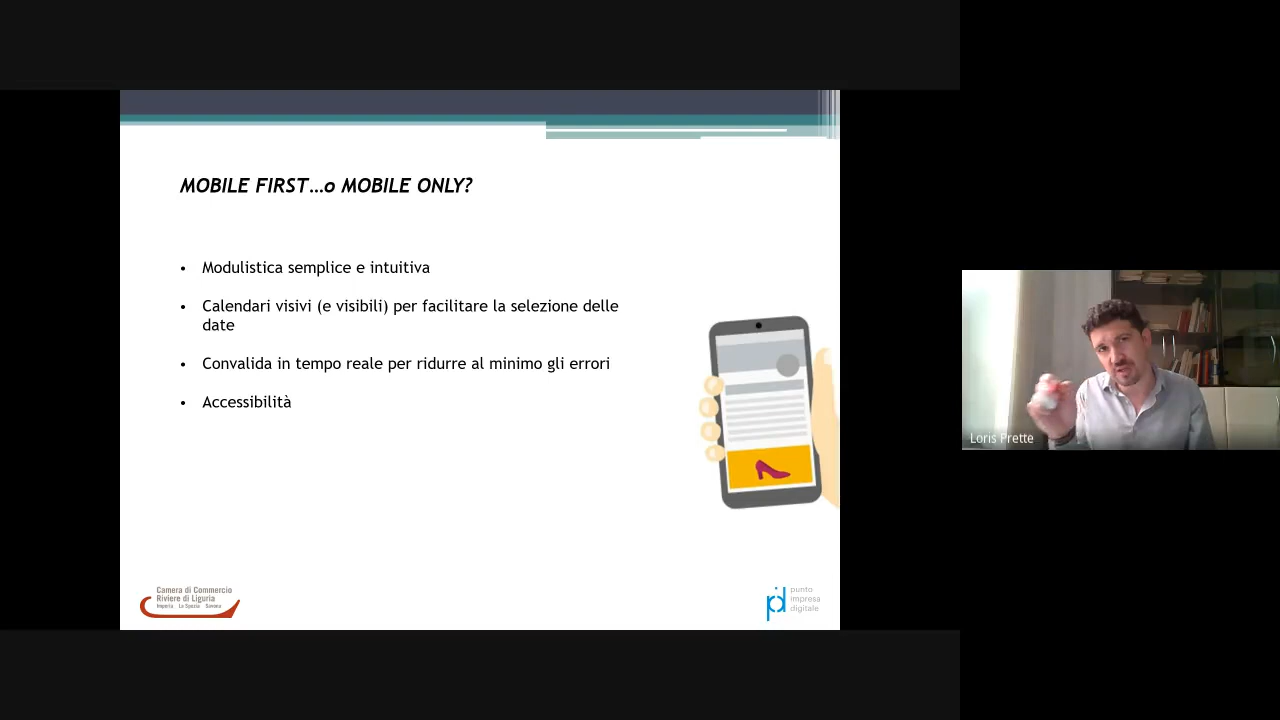 MOBILE FIRST…o MOBILE ONLY?
• Modulistica semplice e intuitiva
• Calendari visivi (e visibili) per facilitare la selezione delle
date
• Convalida in tempo reale per ridurre al minimo gli errori
• Accessibilità
Camera di Commercio
Riviere di Liguria
Imperia La Spezia Savona
punto
impresa
digitale
Loris Prette